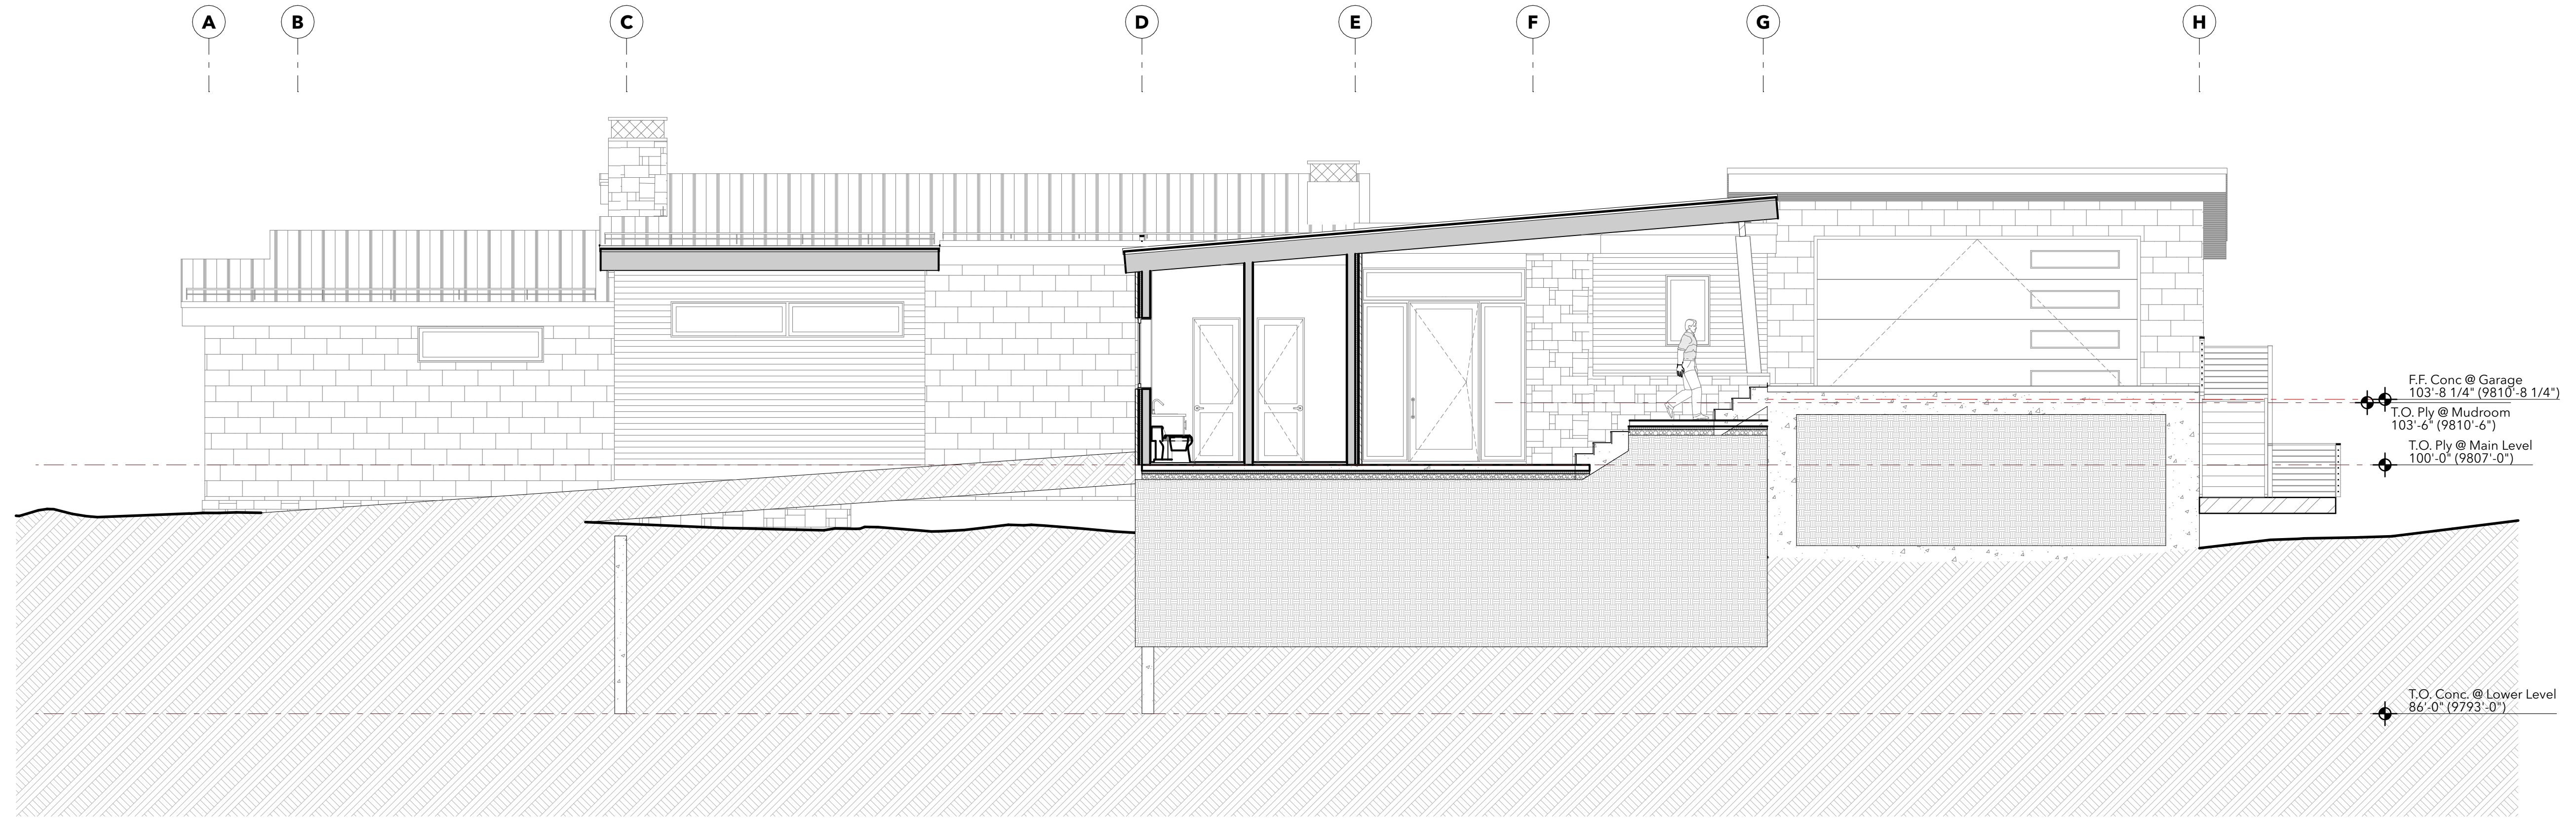 A
B
C
D
E
F
G
H
F.F. Conc @ Garage
103'-8 1/4" (9810'-8 1/4")
T.O. Ply @ Mudroom
103'-6" (9810'-6")
T.O. Ply @ Main Level
100'-0" (9807'-0")
T.O. Conc. @ Lower Level
86'-0" (9793'-0")